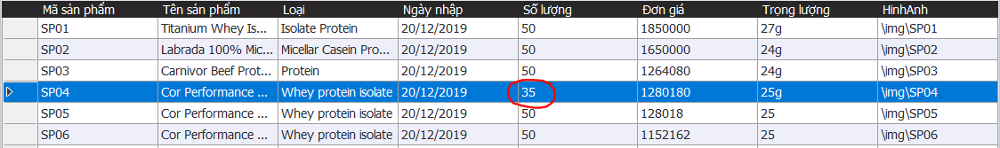 Mã sản phẩm Tên sản phẩm Loại Ngày nhập Số lượng Đơn giá Trọng lượng HinhAnh
SP01 Titanium Whey Is... Isolate Protein 20/12/2019 50 1850000 27g \img\SP01
SP02 Labrada 100% Mic... Micellar Casein Pro... 20/12/2019 50 1650000 24g \img\SP02
SP03 Carnivor Beef Prot... Protein 20/12/2019 50 1264080 24g \img\SP03
SP04 Cor Performance ... Whey protein isolate 20/12/2019 35 1280180 25g \img\SP04
SP05 Cor Performance ... Whey protein isolate 20/12/2019 50 128018 25 \img\SP05
SP06 Cor Performance ... Whey protein isolate 20/12/2019 50 1152162 25 \img\SP06